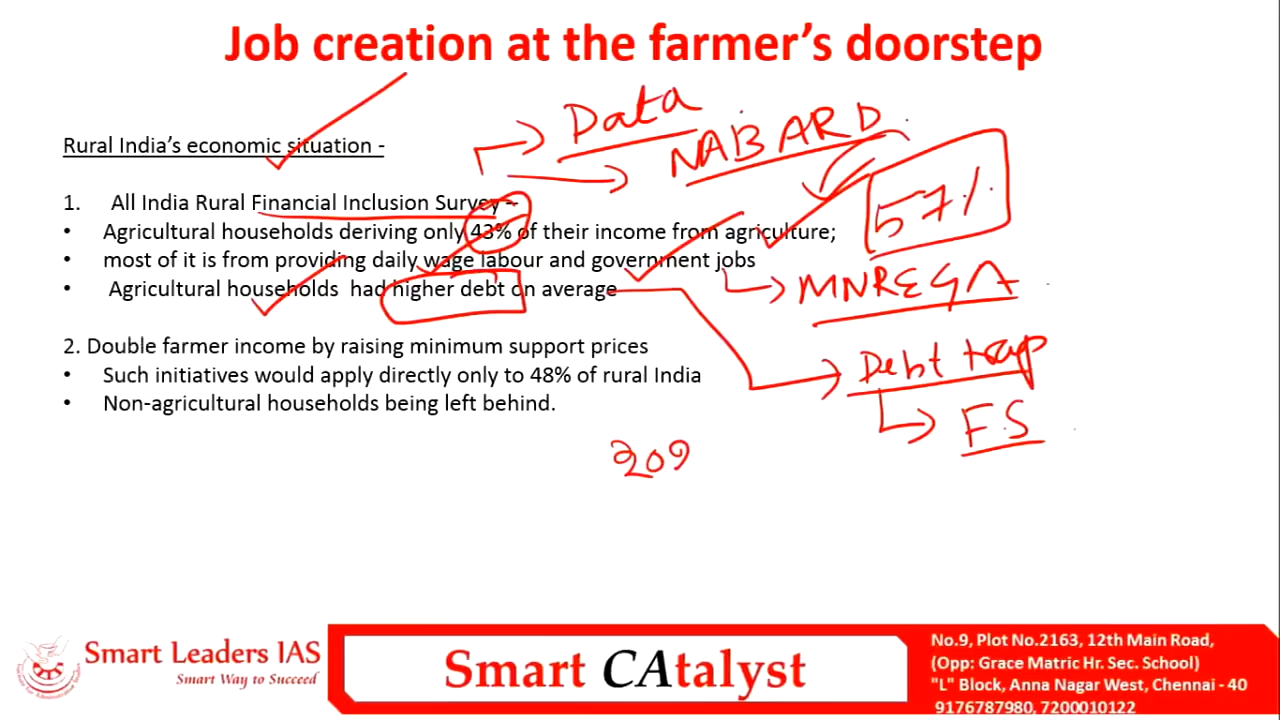 Job creation at the farmer’s doorstep
Data
Rural India’s economic situation -
NABARD
1. All India Rural Financial Inclusion Survey –
57%
• Agricultural households deriving only 43% of their income from agriculture;
• most of it is from providing daily wage labour and government jobs
MNREGA
• Agricultural households had higher debt on average
2. Double farmer income by raising minimum support prices
Debt trap
• Such initiatives would apply directly only to 48% of rural India
• Non-agricultural households being left behind.
FS
209
Smart Leaders IAS
Smart Way to Succeed
Smart CAtalyst
No.9, Plot No.2163, 12th Main Road,
(Opp: Grace Matric Hr. Sec. School)
"L" Block, Anna Nagar West, Chennai - 40
9176787980, 7200010122